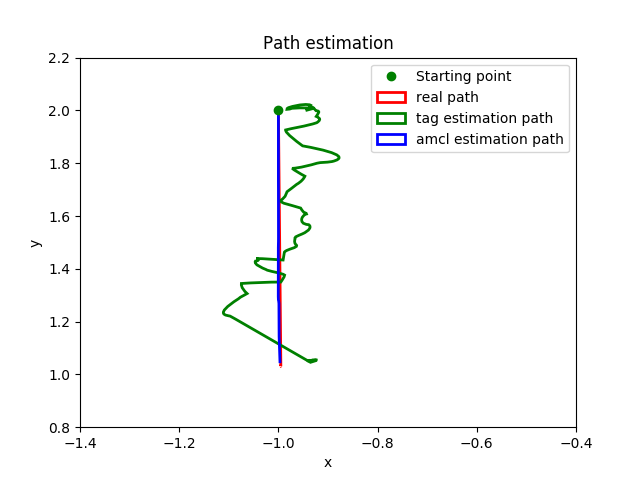 Path estimation
Starting point
real path
tag estimation path
amcl estimation path
2.2
2.0
1.8
1.6
1.4
1.2
1.0
0.8
y
−1.4
−1.2
−1.0
−0.8
−0.6
−0.4
x